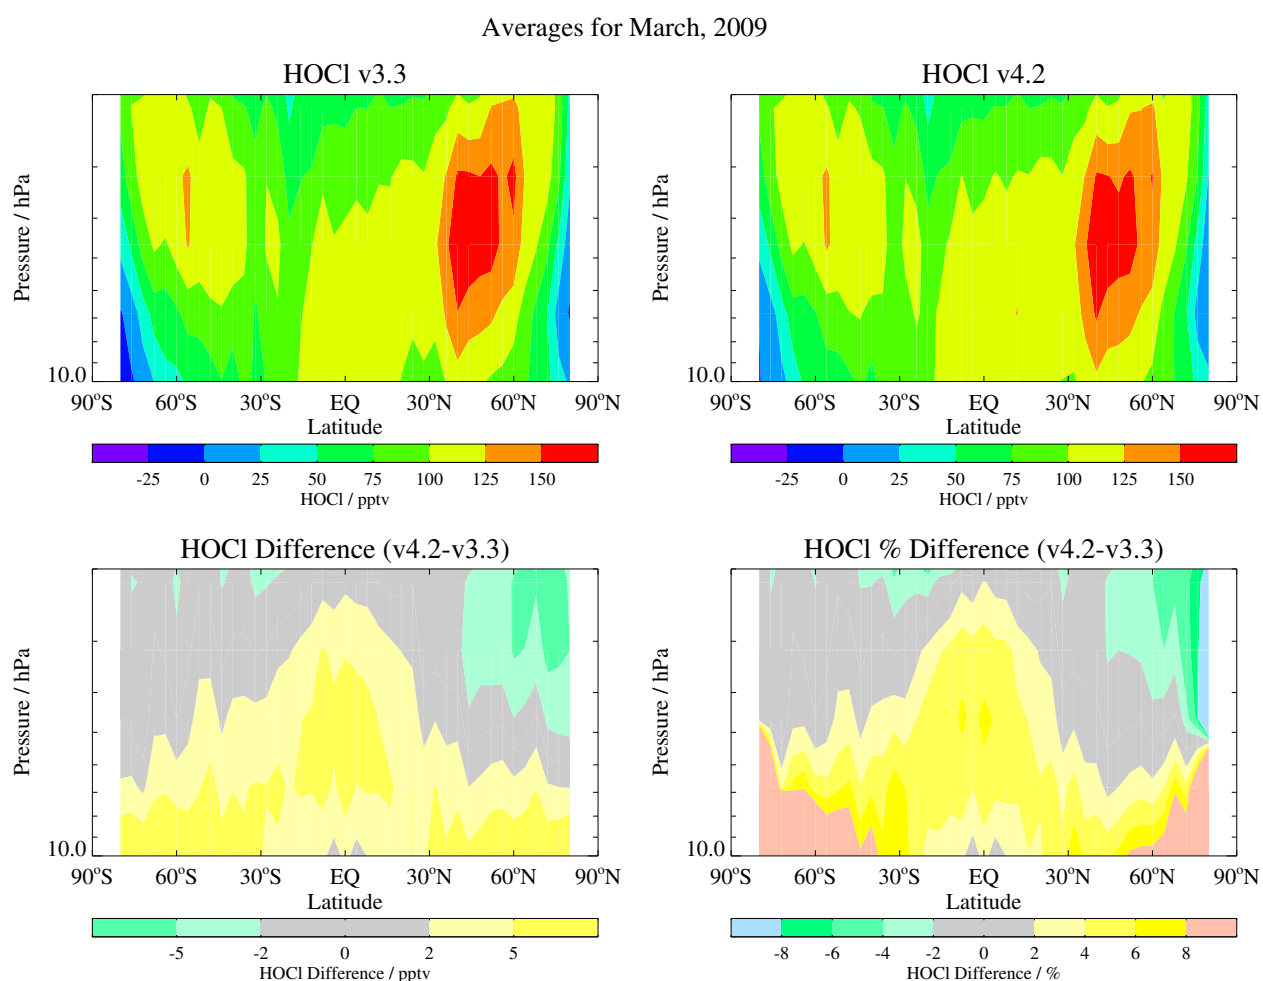 Averages for March, 2009
HOCl v3.3
Pressure / hPa
10.0
90°S 60°S 30°S EQ 30°N 60°N 90°N
Latitude
-25 0 25 50 75 100 125 150
HOCl / pptv
HOCl v4.2
Pressure / hPa
10.0
90°S 60°S 30°S EQ 30°N 60°N 90°N
Latitude
-25 0 25 50 75 100 125 150
HOCl / pptv
HOCl Difference (v4.2-v3.3)
Pressure / hPa
10.0
90°S 60°S 30°S EQ 30°N 60°N 90°N
Latitude
-5 -2 0 2 5
HOCl Difference / pptv
HOCl % Difference (v4.2-v3.3)
Pressure / hPa
10.0
90°S 60°S 30°S EQ 30°N 60°N 90°N
Latitude
-8 -6 -4 -2 0 2 4 6 8
HOCl Difference / %